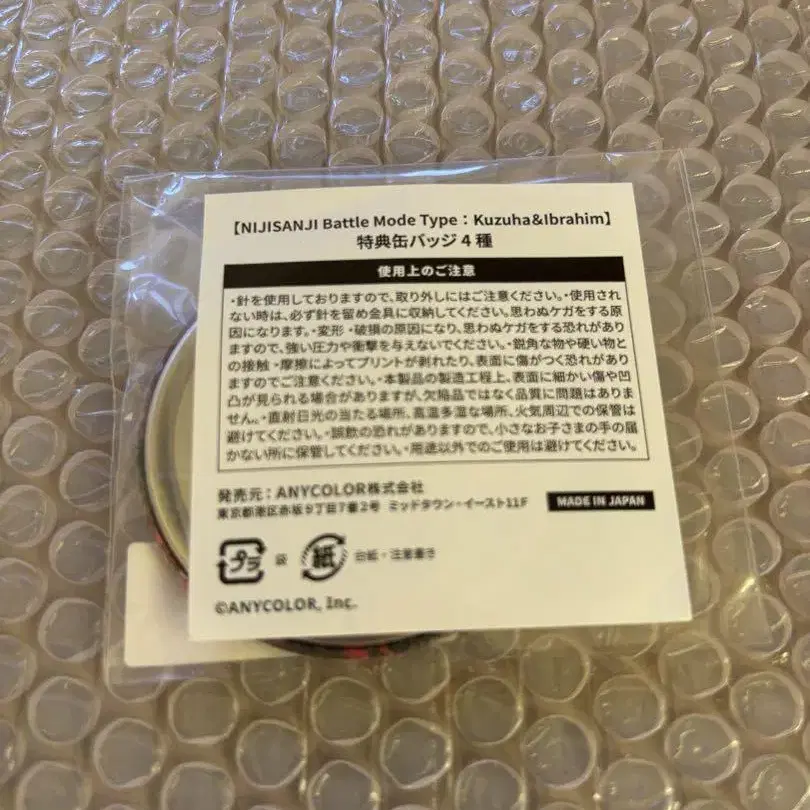 【NIJISANJI Battle Mode Type：Kuzuha&Ibrahim】
特典缶バッジ4種
使用上のご注意
・針を使用しておりますので、取り外しにはご注意ください。・使用され
ない時は、必ず針を留め金具に収納してください。思わぬケガをする原
因になります。・変形・破損の原因になり、思わぬケガをする恐れがあり
ますので、強い圧力や衝撃を与えないでください。・鋭角な物や硬い物と
の接触・摩擦によってプリントが剥れたり、表面に傷がつく恐れがあり
ますのでご注意ください。・本製品の製造工程上、表面に細かい傷や凹
凸が見られる場合がありますが、欠陥品ではなく品質に問題はありま
せん。・直射日光の当たる場所、高温多湿な場所、火気周辺での保管は
避けてください。・誤飲の恐れがありますので、小さなお子さまの手の届
かない所に保管してください。・用途以外でのご使用は避けてください。
発売元：ANYCOLOR株式会社
東京都港区赤坂9丁目7番2号 ミッドタウン・イースト11F
MADE IN JAPAN
プラ 袋 紙 台紙・注意書き
©ANYCOLOR, Inc.